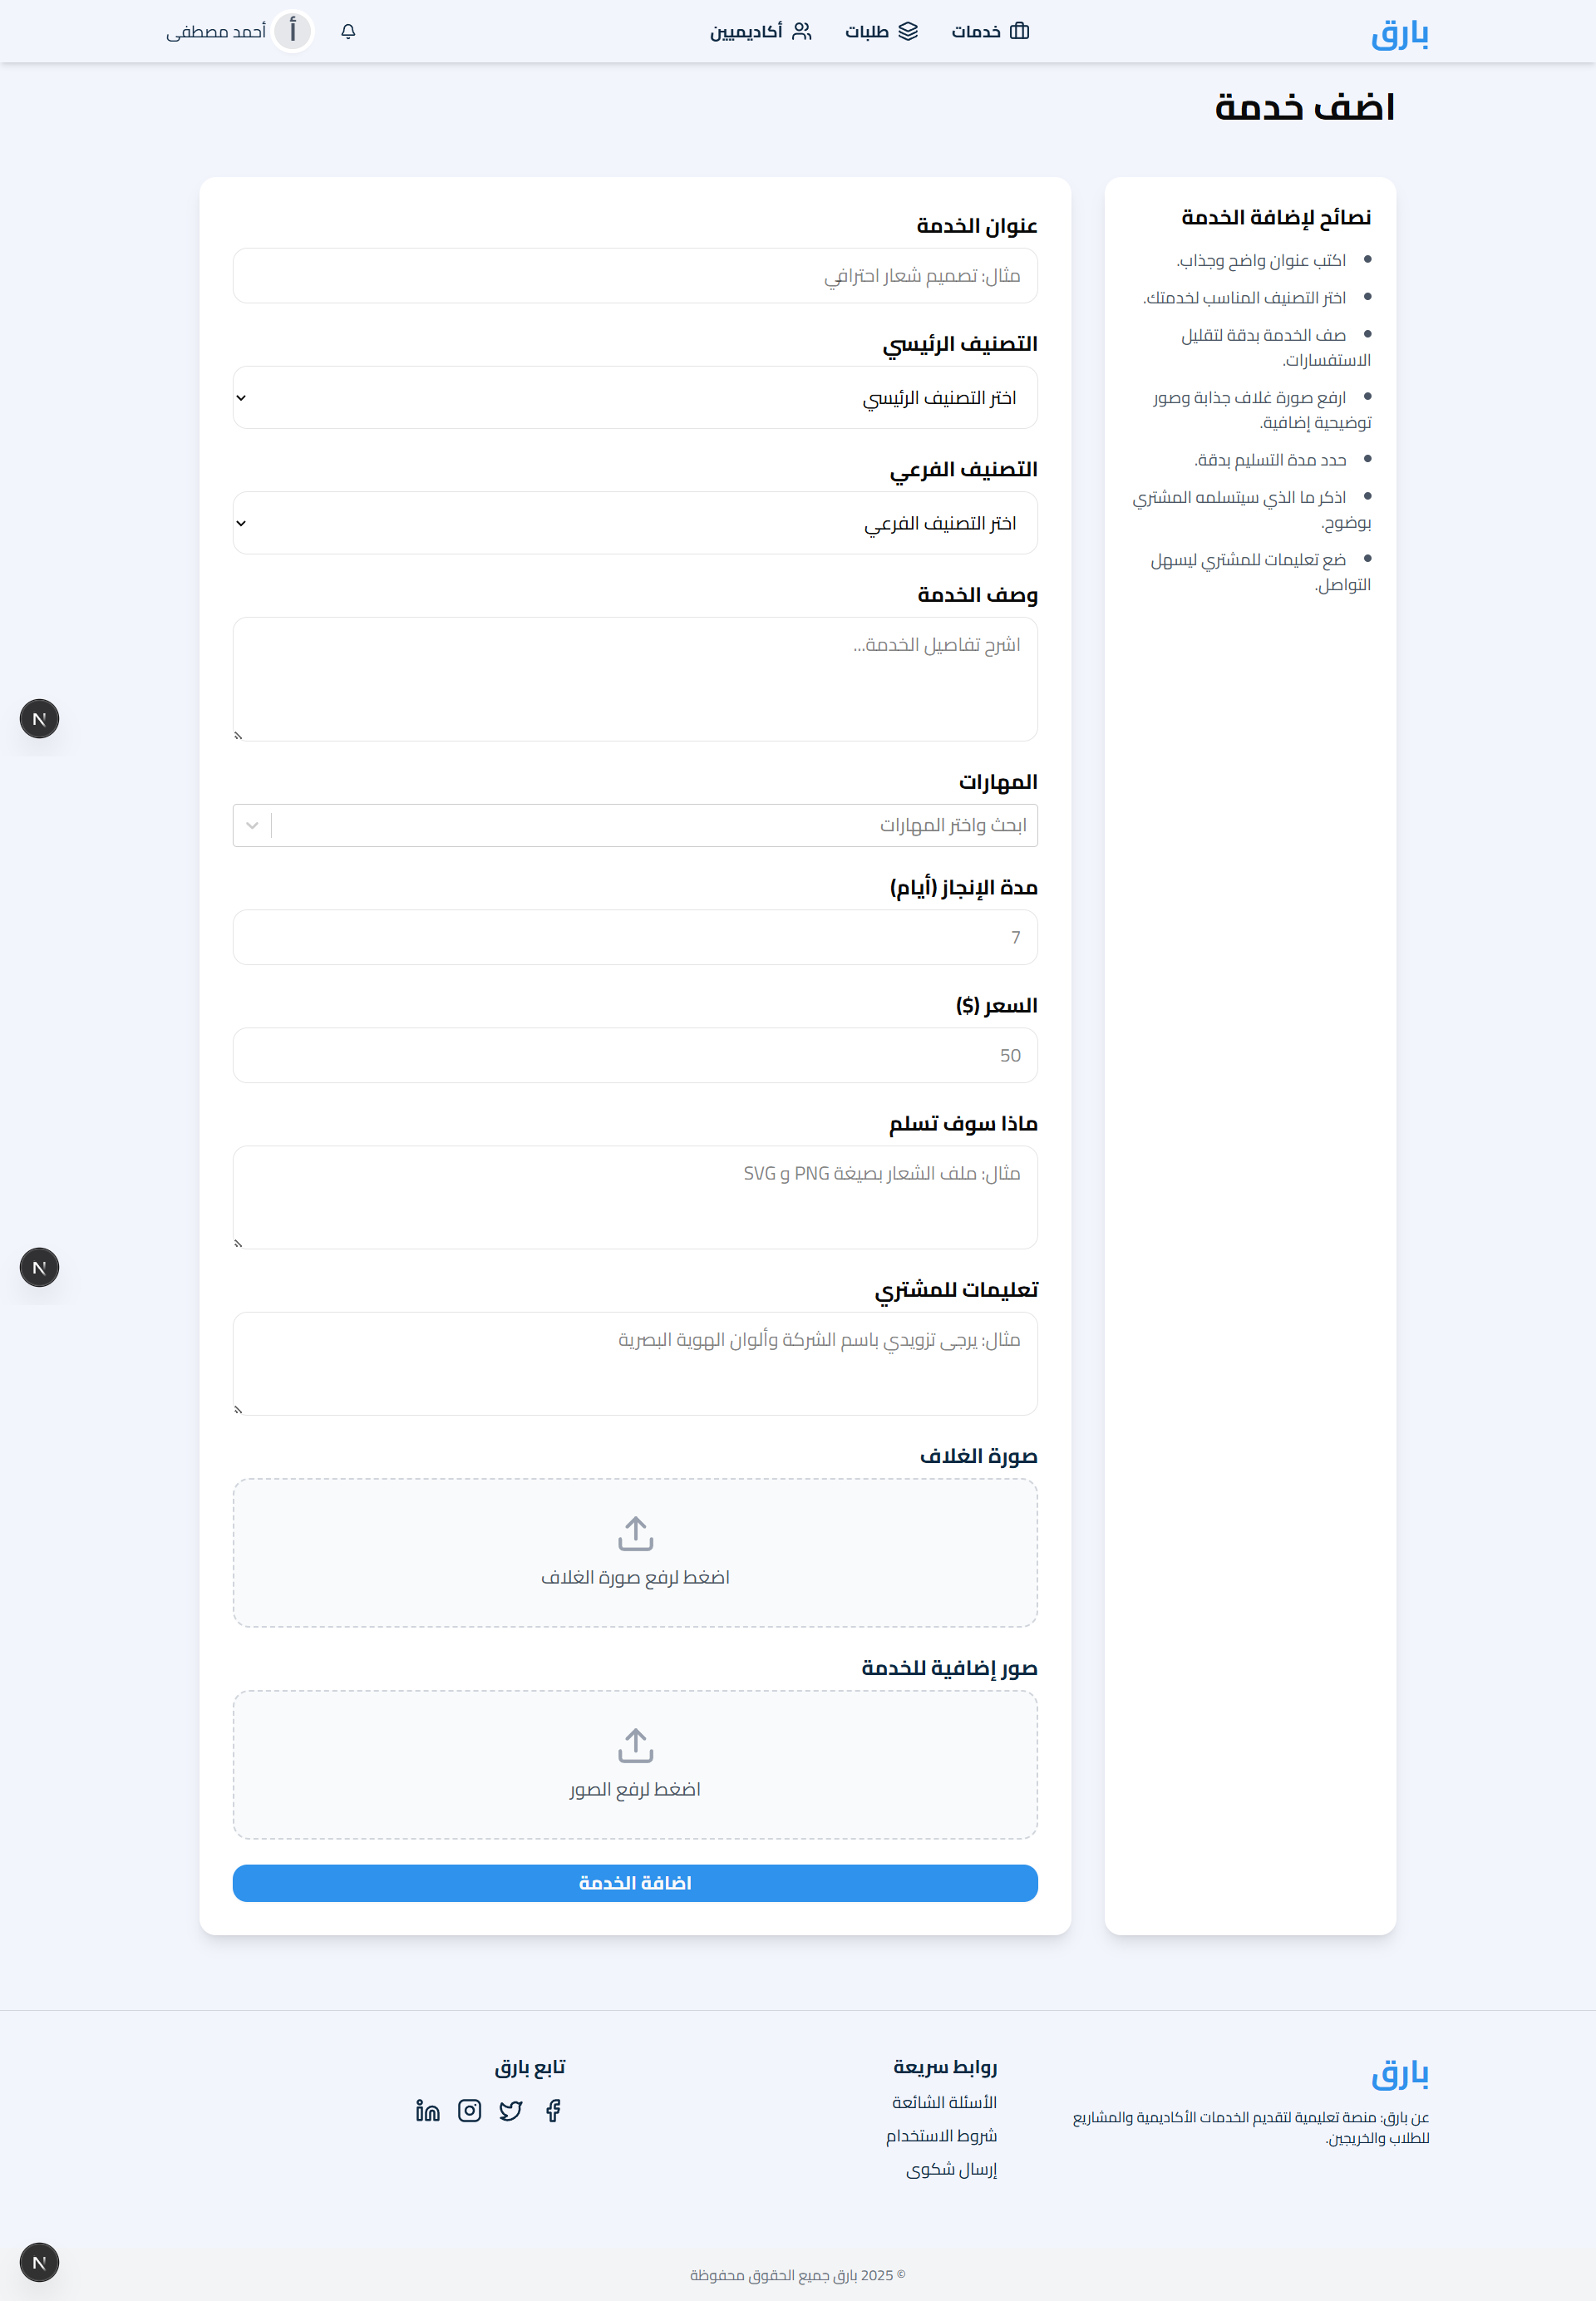 بارق
خدمات
طلبات
أكاديميين
أ
أحمد مصطفى
اضف خدمة
نصائح لإضافة الخدمة
اكتب عنوان واضح وجذاب.
اختر التصنيف المناسب لخدمتك.
صف الخدمة بدقة لتقليل
الاستفسارات.
ارفع صورة غلاف جذابة وصور
توضيحية إضافية.
حدد مدة التسليم بدقة.
اذكر ما الذي سيتسلمه المشتري
بوضوح.
ضع تعليمات للمشتري ليسهل
التواصل.
عنوان الخدمة
مثال: تصميم شعار احترافي
التصنيف الرئيسي
اختر التصنيف الرئيسي
التصنيف الفرعي
اختر التصنيف الفرعي
وصف الخدمة
اشرح تفاصيل الخدمة...
المهارات
ابحث واختر المهارات
مدة الإنجاز (أيام)
7
السعر ($)
50
ماذا سوف تسلم
مثال: ملف الشعار بصيغة PNG و SVG
تعليمات للمشتري
مثال: يرجى تزويدي باسم الشركة وألوان الهوية البصرية
صورة الغلاف
اضغط لرفع صورة الغلاف
صور إضافية للخدمة
اضغط لرفع الصور
اضافة الخدمة
N
N
بارق
عن بارق: منصة تعليمية لتقديم الخدمات الأكاديمية والمشاريع
للطلاب والخريجين.
روابط سريعة
الأسئلة الشائعة
شروط الاستخدام
إرسال شكوى
تابع بارق
N
© 2025 بارق جميع الحقوق محفوظة